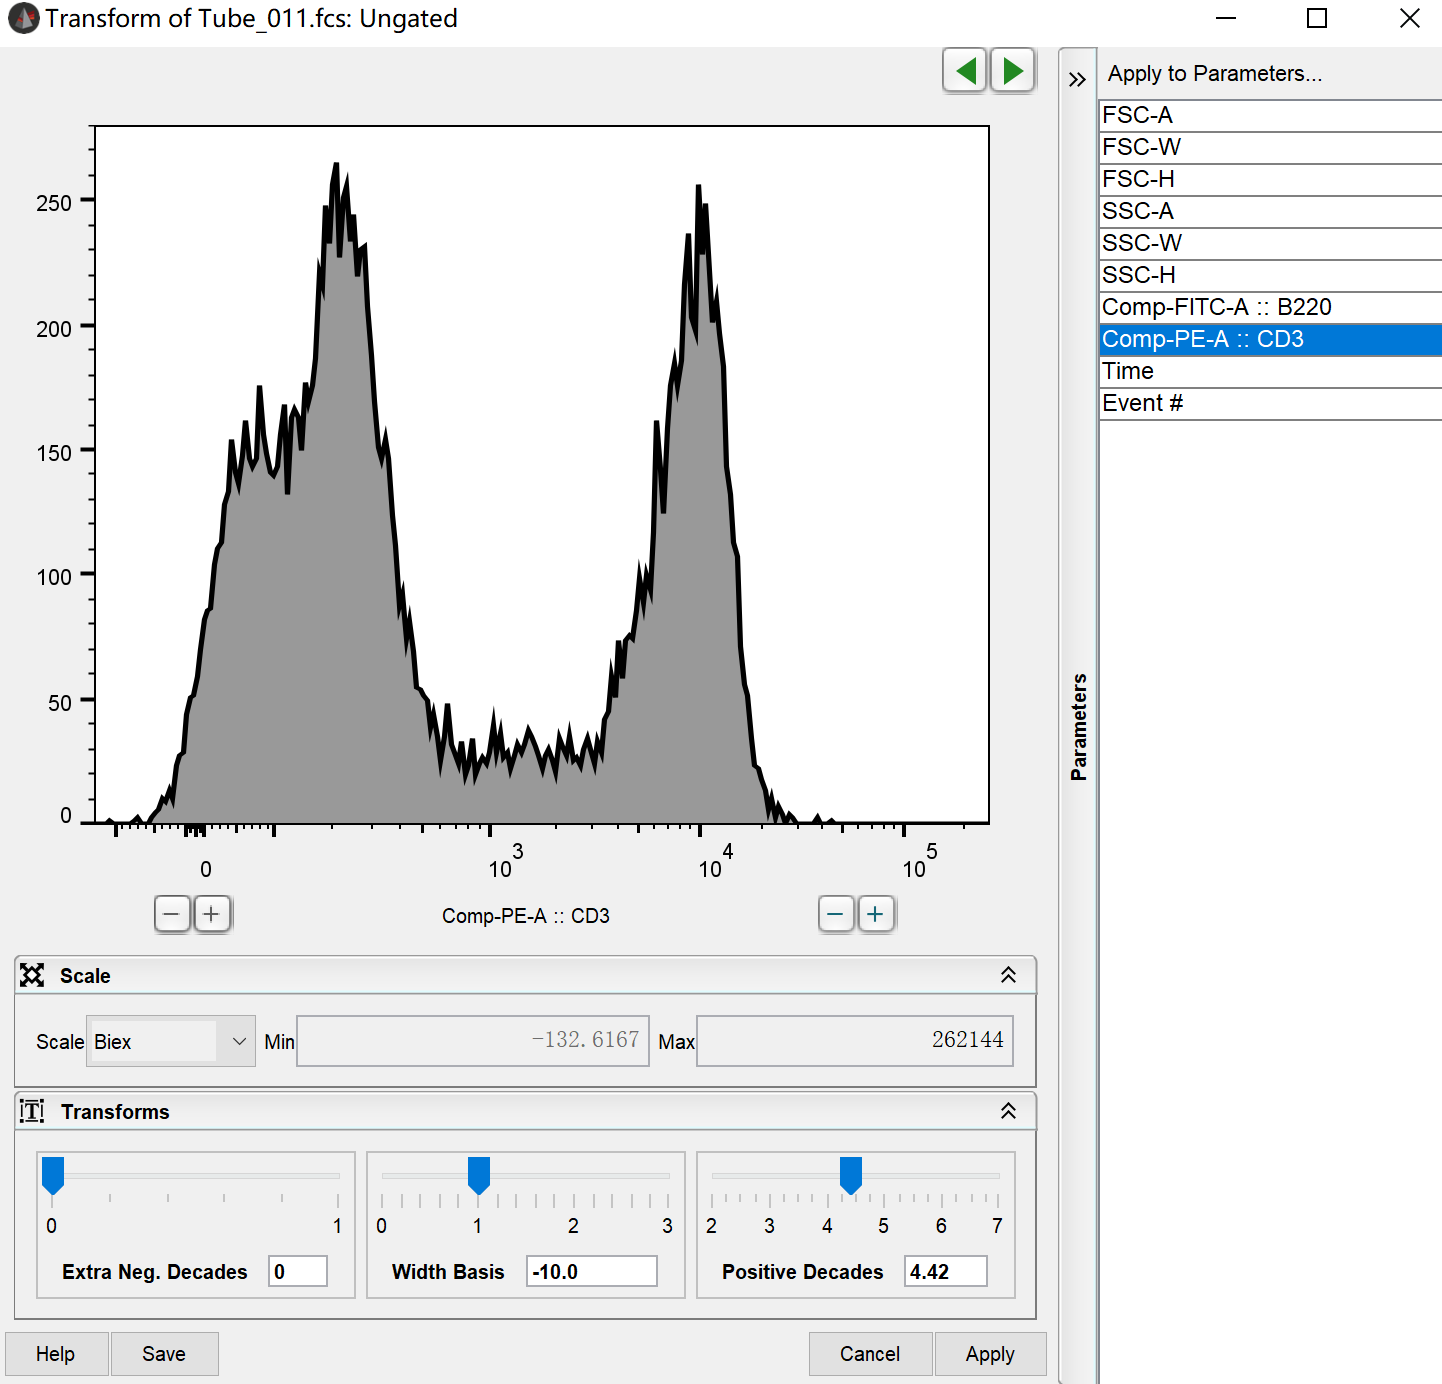 Transform of Tube_011.fcs: Ungated
Apply to Parameters...
FSC-A
FSC-W
FSC-H
SSC-A
SSC-W
SSC-H
Comp-FITC-A :: B220
Comp-PE-A :: CD3
Time
Event #
Parameters
250
200
150
100
50
0
0 10^3 10^4 10^5
Comp-PE-A :: CD3
Scale
Scale Biex Min -132.6167 Max 262144
Transforms
0 1 0 1 2 3 2 3 4 5 6 7
Extra Neg. Decades 0 Width Basis -10.0 Positive Decades 4.42
Help Save Cancel Apply